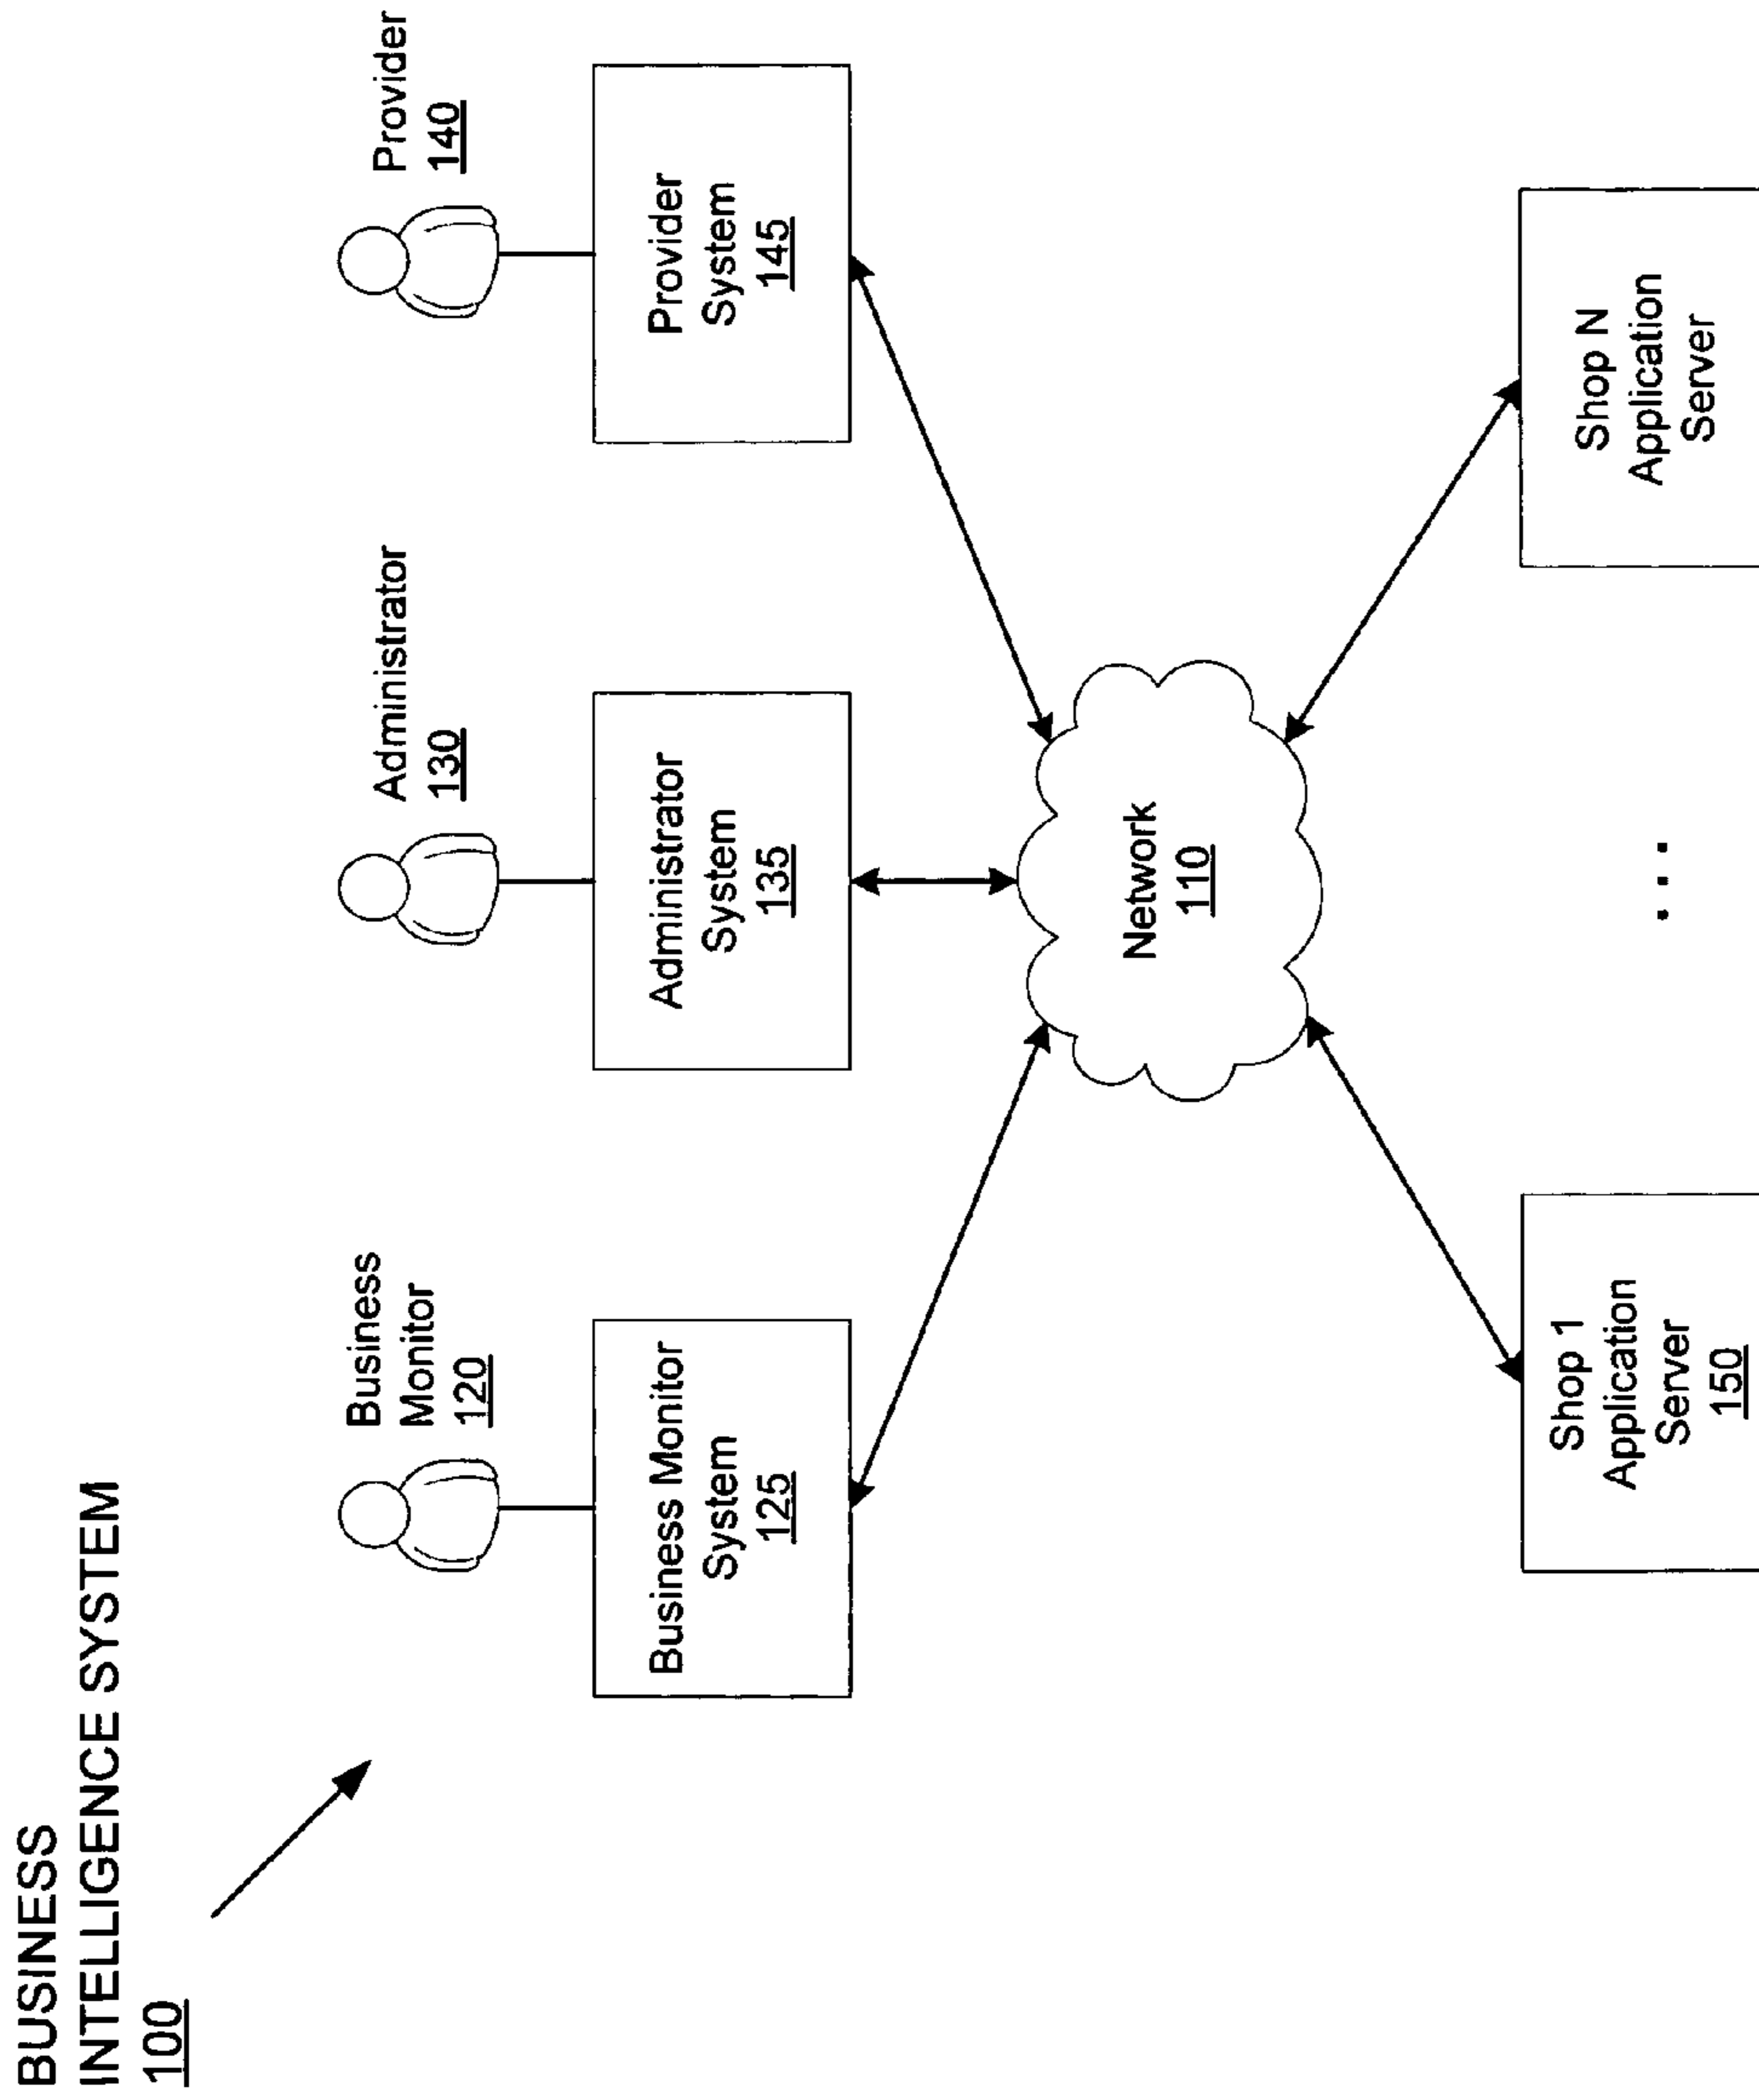 BUSINESS
INTELLIGENCE SYSTEM
100
Business
Monitor
120
Administrator
130
Provider
140
Business Monitor
System
125
Administrator
System
135
Provider
System
145
Network
110
Shop 1
Application
Server
150
...
Shop N
Application
Server